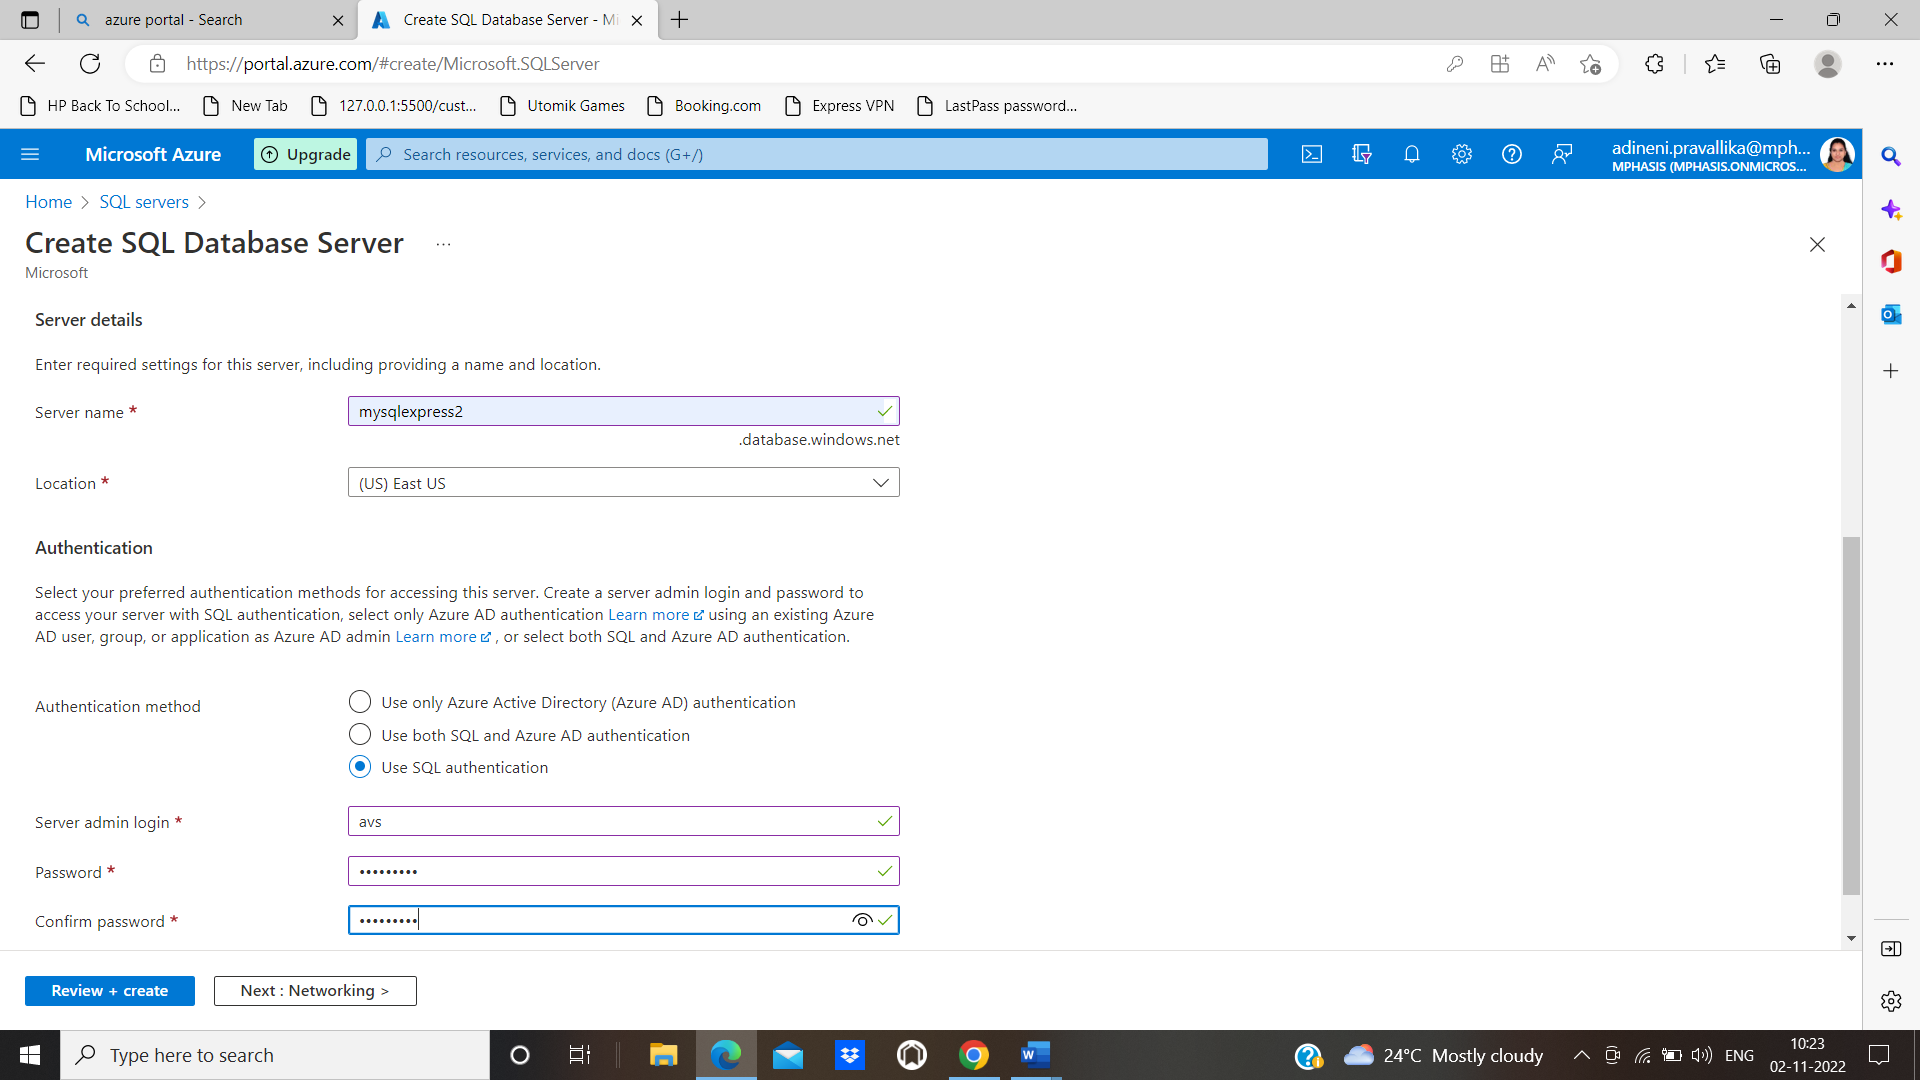 azure portal - Search
Create SQL Database Server - Mi
https://portal.azure.com/#create/Microsoft.SQLServer
HP Back To School...
New Tab
127.0.0.1:5500/cust...
Utomik Games
Booking.com
Express VPN
LastPass password...
Microsoft Azure
Upgrade
Search resources, services, and docs (G+/)
adineni.pravallika@mph...
MPHASIS (MPHASIS.ONMICROS...
Home > SQL servers >
Create SQL Database Server ...
Microsoft
Server details
Enter required settings for this server, including providing a name and location.
Server name *
mysqlexpress2
.database.windows.net
Location *
(US) East US
Authentication
Select your preferred authentication methods for accessing this server. Create a server admin login and password to
access your server with SQL authentication, select only Azure AD authentication Learn more using an existing Azure
AD user, group, or application as Azure AD admin Learn more , or select both SQL and Azure AD authentication.
Authentication method
Use only Azure Active Directory (Azure AD) authentication
Use both SQL and Azure AD authentication
Use SQL authentication
Server admin login *
avs
Password *
•••••••••
Confirm password *
•••••••••
Review + create
Next : Networking >
Type here to search
24°C Mostly cloudy
ENG
10:23
02-11-2022